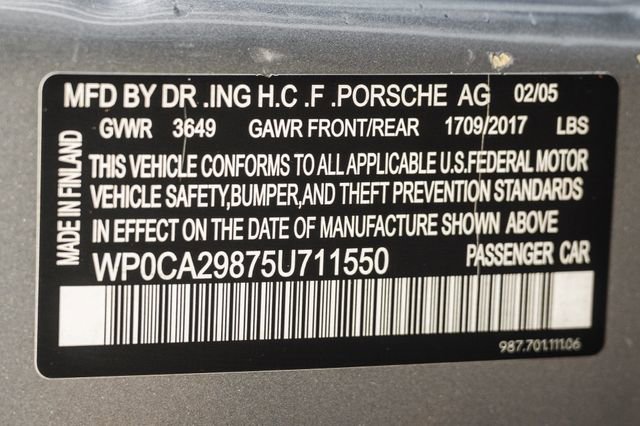 MFD BY DR .ING H.C .F .PORSCHE AG 02/05
GVWR 3649 GAWR FRONT/REAR 1709/2017 LBS
MADE IN FINLAND
THIS VEHICLE CONFORMS TO ALL APPLICABLE U.S.FEDERAL MOTOR
VEHICLE SAFETY,BUMPER,AND THEFT PREVENTION STANDARDS
IN EFFECT ON THE DATE OF MANUFACTURE SHOWN ABOVE
WP0CA29875U711550 PASSENGER CAR
987.701.111.06